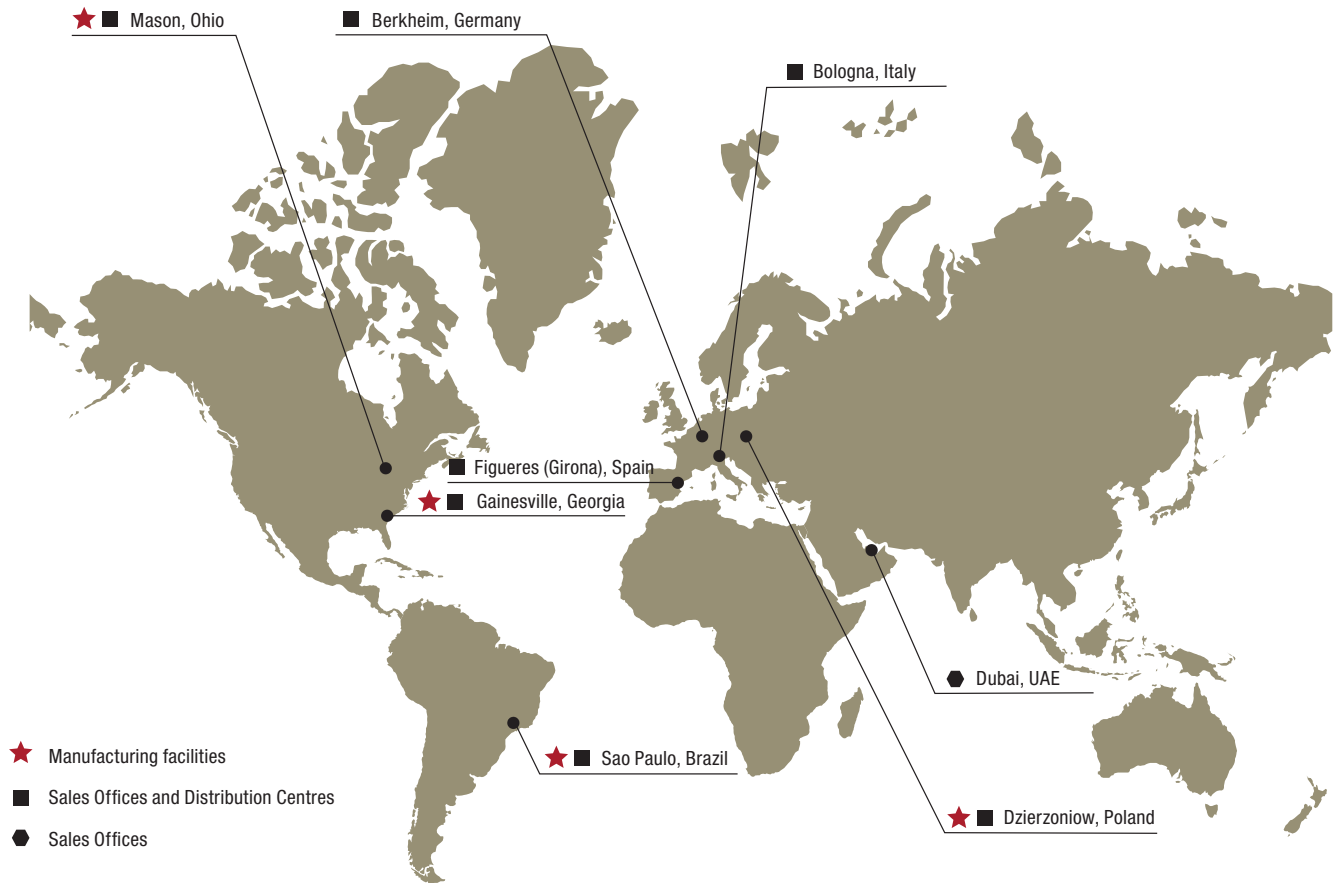 Mason, Ohio
Berkheim, Germany
Bologna, Italy
Figueres (Girona), Spain
Gainesville, Georgia
Dubai, UAE
Sao Paulo, Brazil
Dzierzoniow, Poland
Manufacturing facilities
Sales Offices and Distribution Centres
Sales Offices